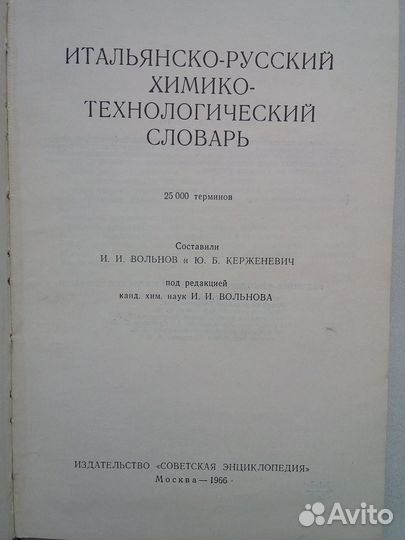 ИТАЛЬЯНСКО-РУССКИЙ
ХИМИКО-
ТЕХНОЛОГИЧЕСКИЙ
СЛОВАРЬ
25 000 терминов
Составили
И. И. ВОЛЬНОВ и Ю. Б. КЕРЖЕНЕВИЧ
под редакцией
канд. хим. наук И. И. ВОЛЬНОВА
ИЗДАТЕЛЬСТВО «СОВЕТСКАЯ ЭНЦИКЛОПЕДИЯ»
Москва — 1966
Avito